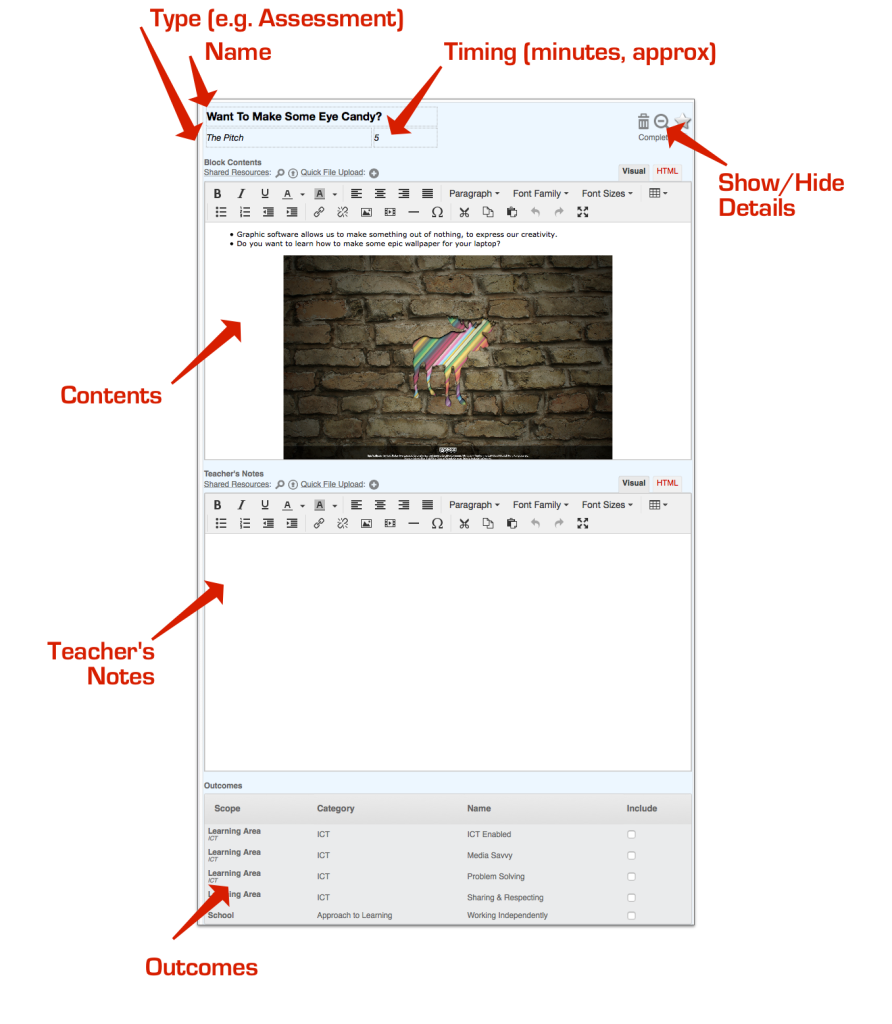 Type (e.g. Assessment)
Name
Timing (minutes, approx)
Want To Make Some Eye Candy?
The Pitch
5
Complet
Show/Hide
Details
Block Contents
Shared Resources: Quick File Upload:
Visual HTML
B I U A A Paragraph Font Family Font Sizes
Ω
Graphic software allows us to make something out of nothing, to express our creativity.
Do you want to learn how to make some epic wallpaper for your laptop?
Contents
Teacher's Notes
Shared Resources: Quick File Upload:
Visual HTML
B I U A A Paragraph Font Family Font Sizes
Ω
Teacher's
Notes
Outcomes
Scope Category Name Include
Learning Area
ICT
ICT ICT Enabled
Learning Area
ICT
ICT Media Savvy
Learning Area
ICT
ICT Problem Solving
Area
ICT Sharing & Respecting
School Approach to Learning Working Independently
Outcomes